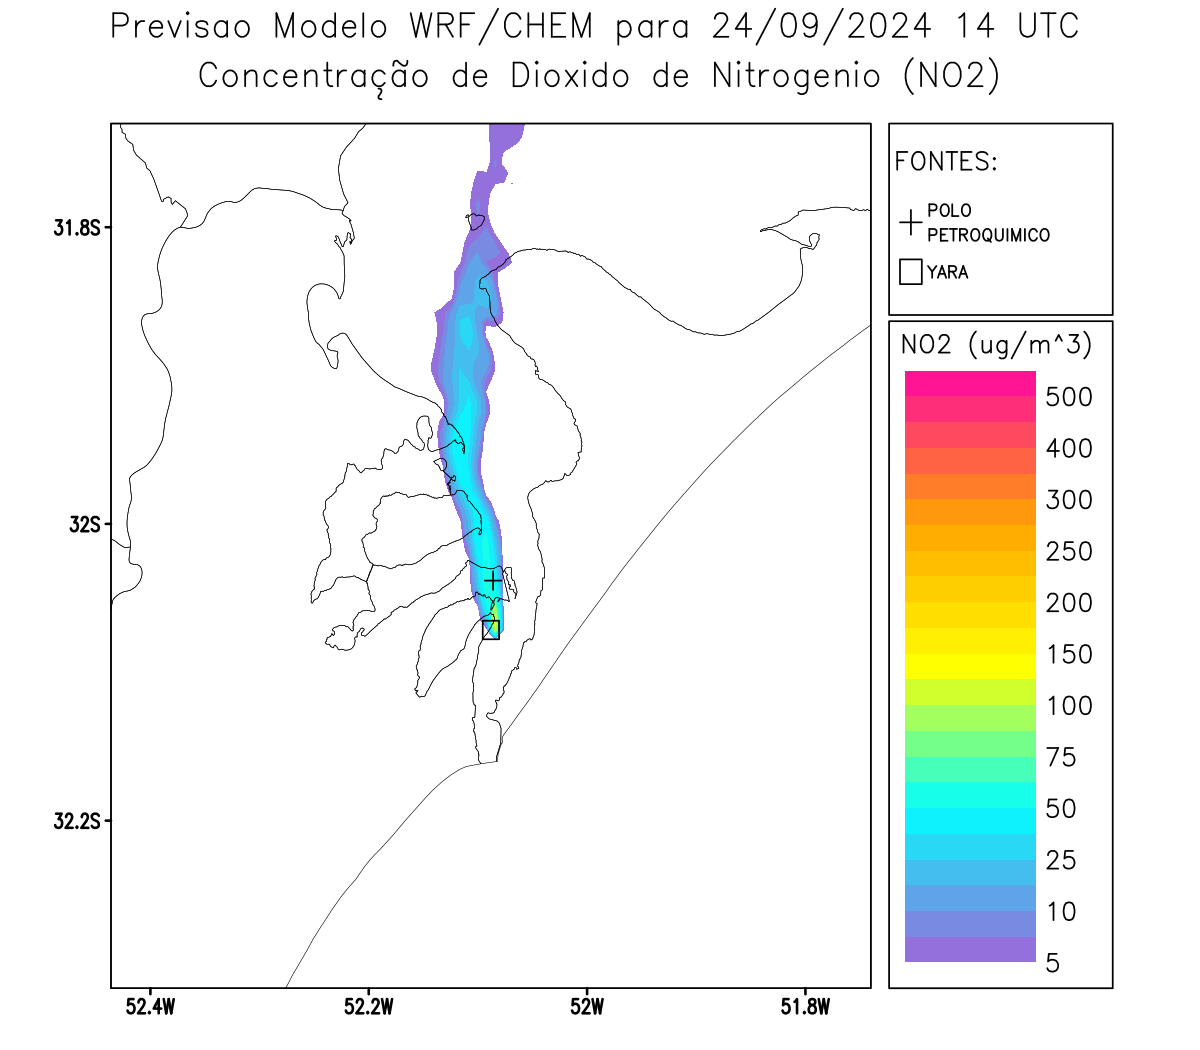 Previsao Modelo WRF/CHEM para 24/09/2024 14 UTC
Concentração de Dioxido de Nitrogenio (NO2)
FONTES:
POLO
PETROQUIMICO
YARA
NO2 (ug/m^3)
500
400
300
250
200
150
100
75
50
25
10
5
31.8S
32S
32.2S
52.4W
52.2W
52W
51.8W